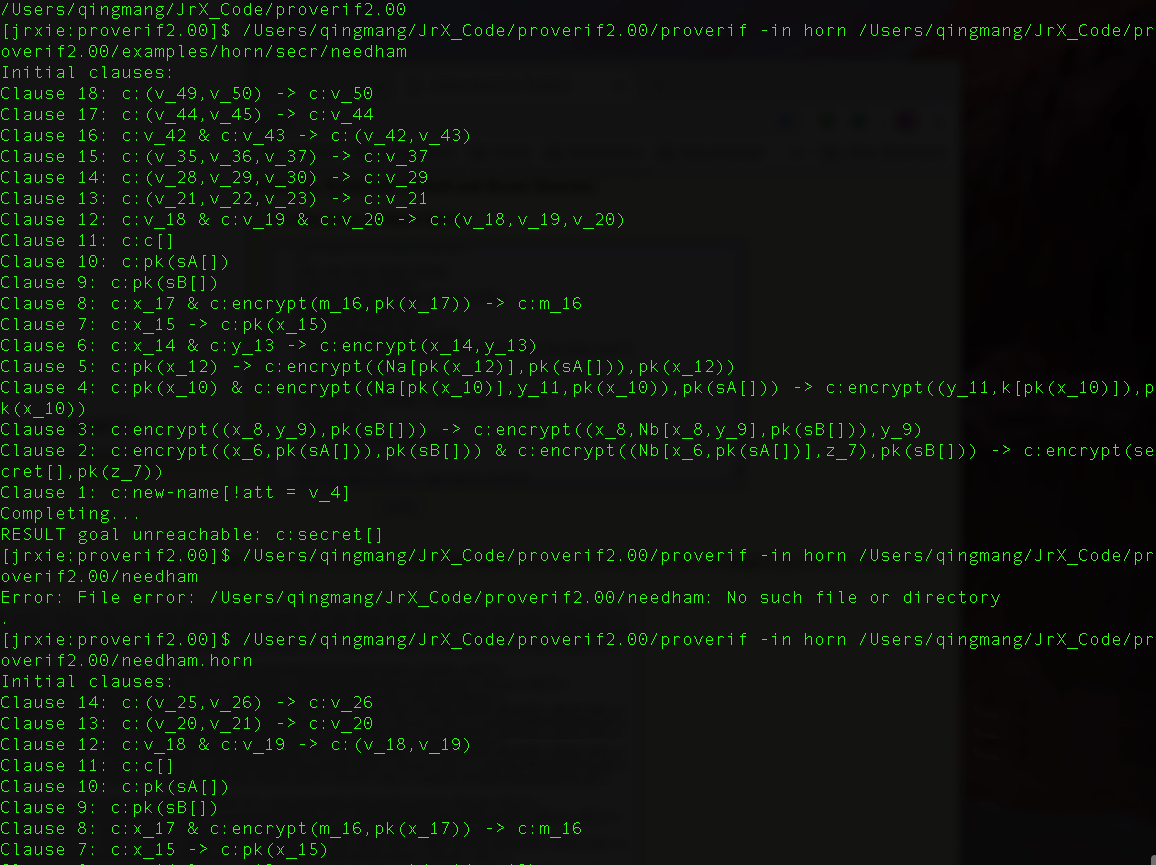 /Users/qingmang/JrX_Code/proverif2.00
[jrxie:proverif2.00]$ /Users/qingmang/JrX_Code/proverif2.00/proverif -in horn /Users/qingmang/JrX_Code/pr
overif2.00/examples/horn/secr/needham
Initial clauses:
Clause 18: c:(v_49,v_50) -> c:v_50
Clause 17: c:(v_44,v_45) -> c:v_44
Clause 16: c:v_42 & c:v_43 -> c:(v_42,v_43)
Clause 15: c:(v_35,v_36,v_37) -> c:v_37
Clause 14: c:(v_28,v_29,v_30) -> c:v_29
Clause 13: c:(v_21,v_22,v_23) -> c:v_21
Clause 12: c:v_18 & c:v_19 & c:v_20 -> c:(v_18,v_19,v_20)
Clause 11: c:c[]
Clause 10: c:pk(sA[])
Clause 9: c:pk(sB[])
Clause 8: c:x_17 & c:encrypt(m_16,pk(x_17)) -> c:m_16
Clause 7: c:x_15 -> c:pk(x_15)
Clause 6: c:x_14 & c:y_13 -> c:encrypt(x_14,y_13)
Clause 5: c:pk(x_12) -> c:encrypt((Na[pk(x_12)],pk(sA[])),pk(x_12))
Clause 4: c:pk(x_10) & c:encrypt((Na[pk(x_10)],y_11,pk(x_10)),pk(sA[])) -> c:encrypt((y_11,k[pk(x_10)]),p
k(x_10))
Clause 3: c:encrypt((x_8,y_9),pk(sB[])) -> c:encrypt((x_8,Nb[x_8,y_9],pk(sB[])),y_9)
Clause 2: c:encrypt((x_6,pk(sA[])),pk(sB[])) & c:encrypt((Nb[x_6,pk(sA[])],z_7),pk(sB[])) -> c:encrypt(se
cret[],pk(z_7))
Clause 1: c:new-name[!att = v_4]
Completing...
RESULT goal unreachable: c:secret[]
[jrxie:proverif2.00]$ /Users/qingmang/JrX_Code/proverif2.00/proverif -in horn /Users/qingmang/JrX_Code/pr
overif2.00/needham
Error: File error: /Users/qingmang/JrX_Code/proverif2.00/needham: No such file or directory
.
[jrxie:proverif2.00]$ /Users/qingmang/JrX_Code/proverif2.00/proverif -in horn /Users/qingmang/JrX_Code/pr
overif2.00/needham.horn
Initial clauses:
Clause 14: c:(v_25,v_26) -> c:v_26
Clause 13: c:(v_20,v_21) -> c:v_20
Clause 12: c:v_18 & c:v_19 -> c:(v_18,v_19)
Clause 11: c:c[]
Clause 10: c:pk(sA[])
Clause 9: c:pk(sB[])
Clause 8: c:x_17 & c:encrypt(m_16,pk(x_17)) -> c:m_16
Clause 7: c:x_15 -> c:pk(x_15)